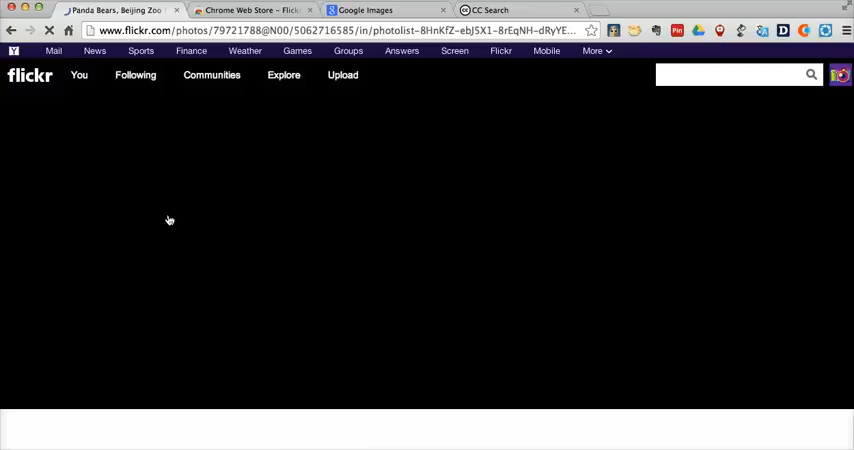 Panda Bears, Beijing Zoo
Chrome Web Store - Flick
Google Images
CC Search
www.flickr.com/photos/79721788@N00/5062716585/in/photolist-8HnKfZ-ebJ5X1-8rEqNH-dRyYE...
Y Mail News Sports Finance Weather Games Groups Answers Screen Flickr Mobile More
flickr You Following Communities Explore Upload